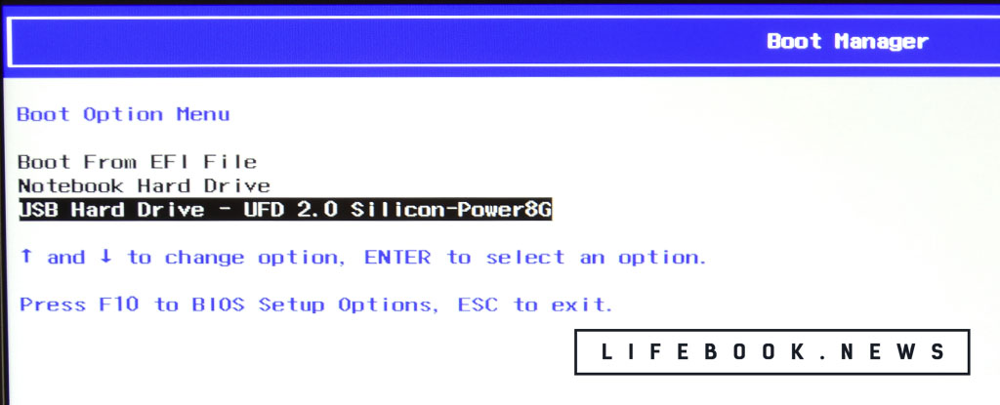 Boot Manager
Boot Option Menu
Boot From EFI File
Notebook Hard Drive
USB Hard Drive - UFD 2.0 Silicon-Power8G
↑ and ↓ to change option, ENTER to select an option.
Press F10 to BIOS Setup Options, ESC to exit.
LIFEBOOK.NEWS